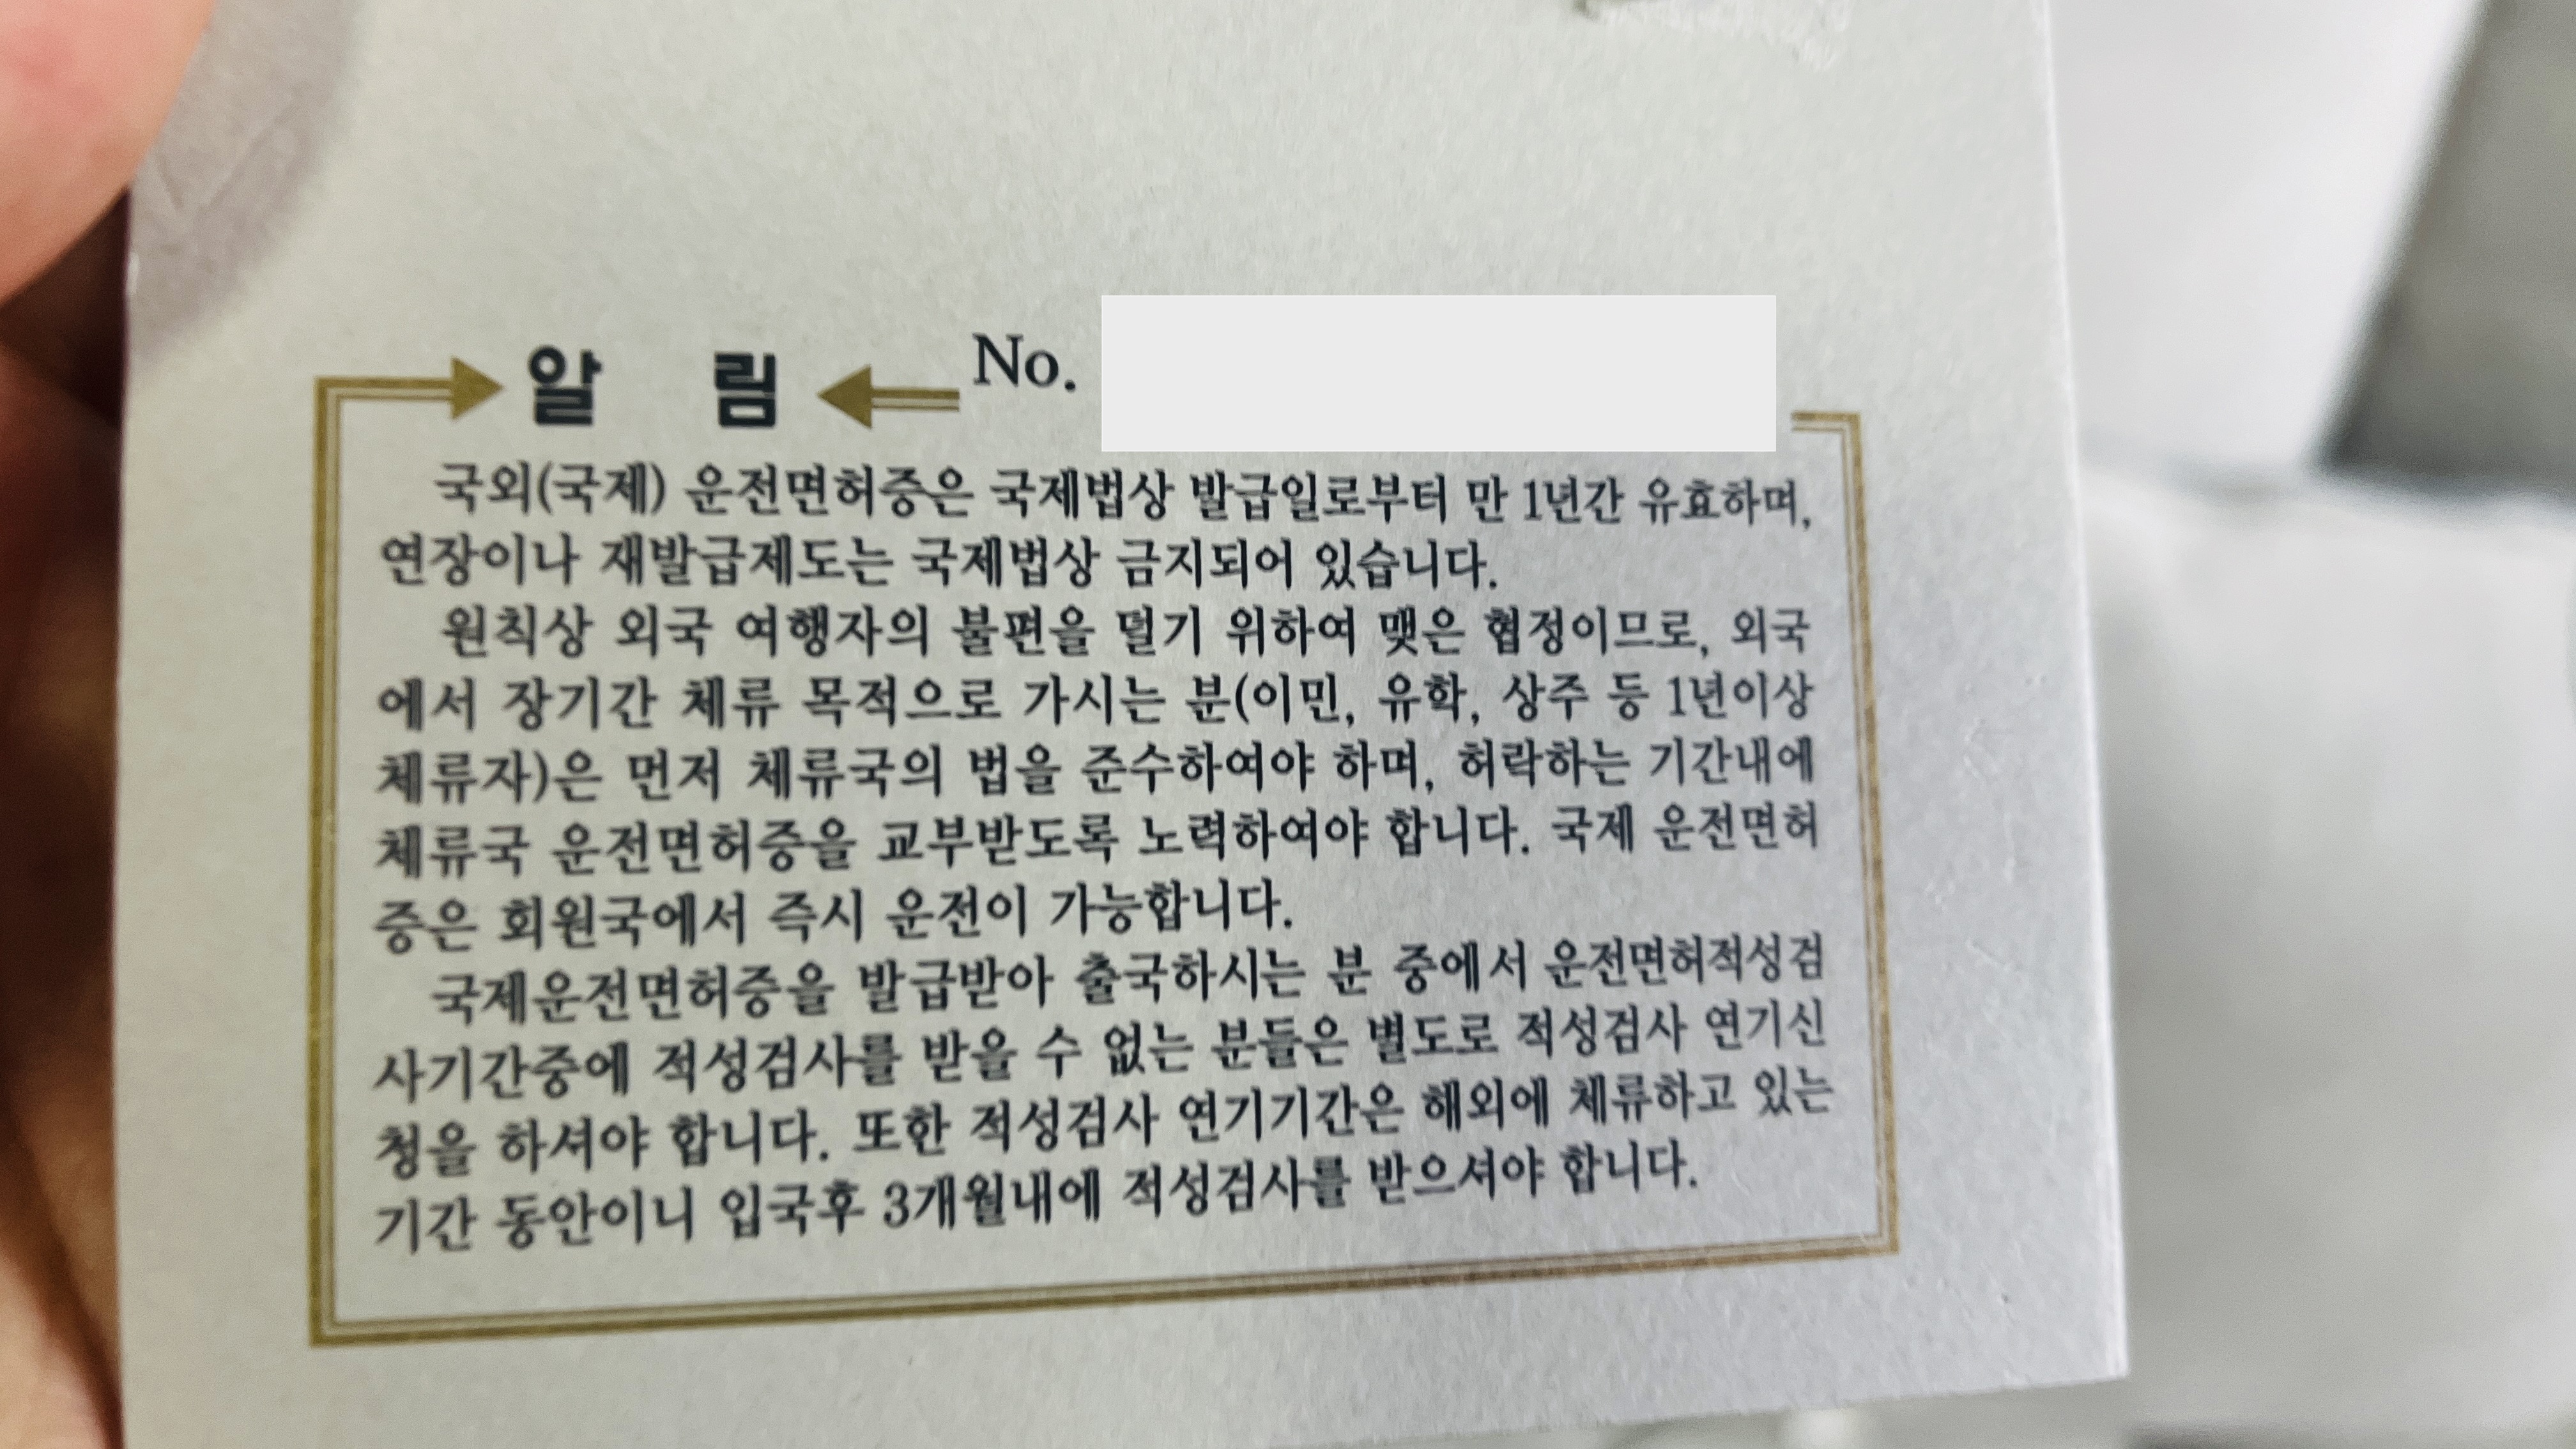 알 림 No.
국외(국제) 운전면허증은 국제법상 발급일로부터 만 1년간 유효하며,
연장이나 재발급제도는 국제법상 금지되어 있습니다.
원칙상 외국 여행자의 불편을 덜기 위하여 맺은 협정이므로, 외국
에서 장기간 체류 목적으로 가시는 분(이민, 유학, 상주 등 1년이상
체류자)은 먼저 체류국의 법을 준수하여야 하며, 허락하는 기간내에
체류국 운전면허증을 교부받도록 노력하여야 합니다. 국제 운전면허
증은 회원국에서 즉시 운전이 가능합니다.
국제운전면허증을 발급받아 출국하시는 분 중에서 운전면허적성검
사기간중에 적성검사를 받을 수 없는 분들은 별도로 적성검사 연기신
청을 하셔야 합니다. 또한 적성검사 연기기간은 해외에 체류하고 있는
기간 동안이니 입국후 3개월내에 적성검사를 받으셔야 합니다.